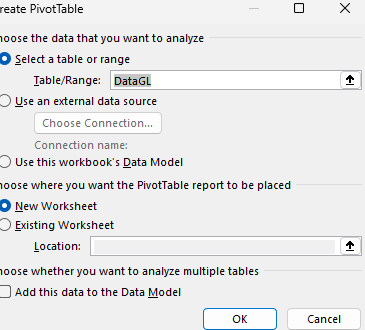 reate PivotTable
hoose the data that you want to analyze
Select a table or range
Table/Range: DataGL
Use an external data source
Choose Connection...
Connection name:
Use this workbook's Data Model
hoose where you want the PivotTable report to be placed
New Worksheet
Existing Worksheet
Location:
hoose whether you want to analyze multiple tables
Add this data to the Data Model
OK Cancel